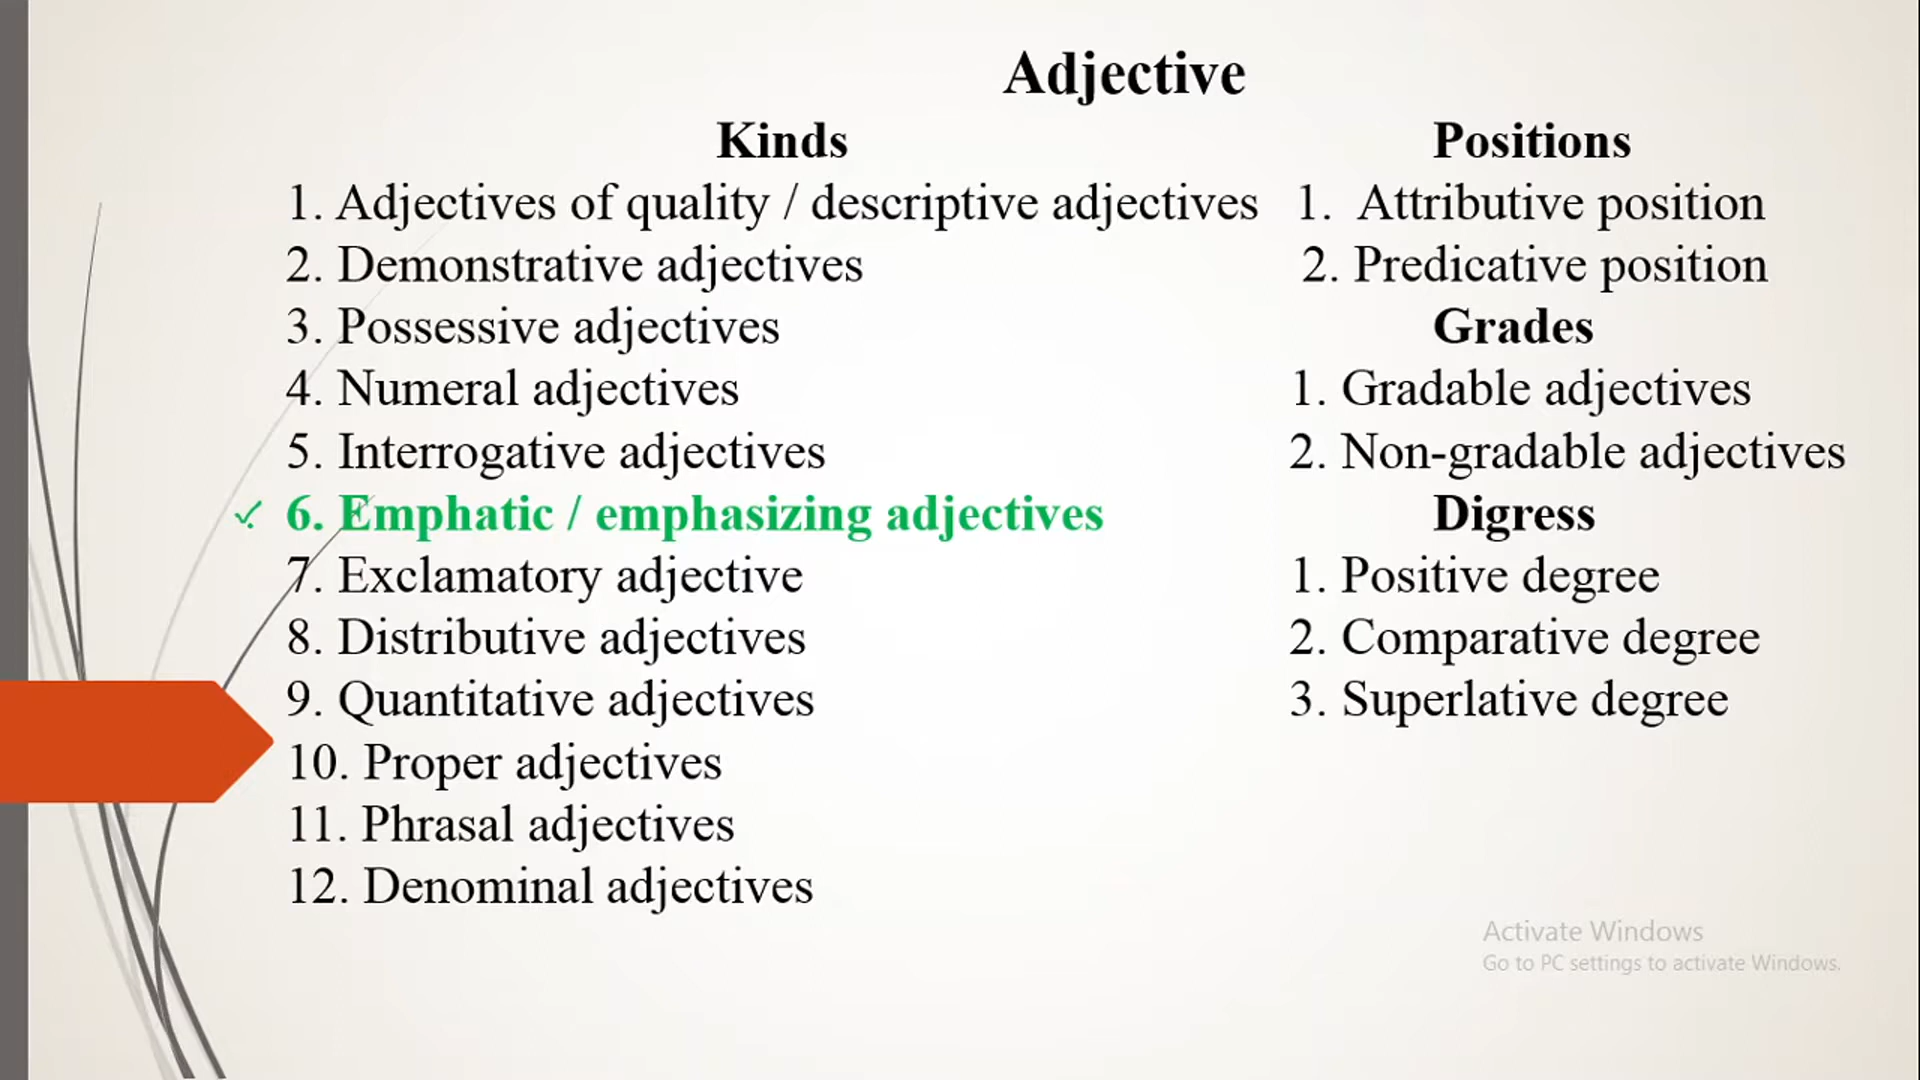 Adjective
Kinds
1. Adjectives of quality / descriptive adjectives
2. Demonstrative adjectives
3. Possessive adjectives
4. Numeral adjectives
5. Interrogative adjectives
6. Emphatic / emphasizing adjectives
7. Exclamatory adjective
8. Distributive adjectives
9. Quantitative adjectives
10. Proper adjectives
11. Phrasal adjectives
12. Denominal adjectives
Positions
1. Attributive position
2. Predicative position
Grades
1. Gradable adjectives
2. Non-gradable adjectives
Digress
1. Positive degree
2. Comparative degree
3. Superlative degree
Activate Windows
Go to PC settings to activate Windows.